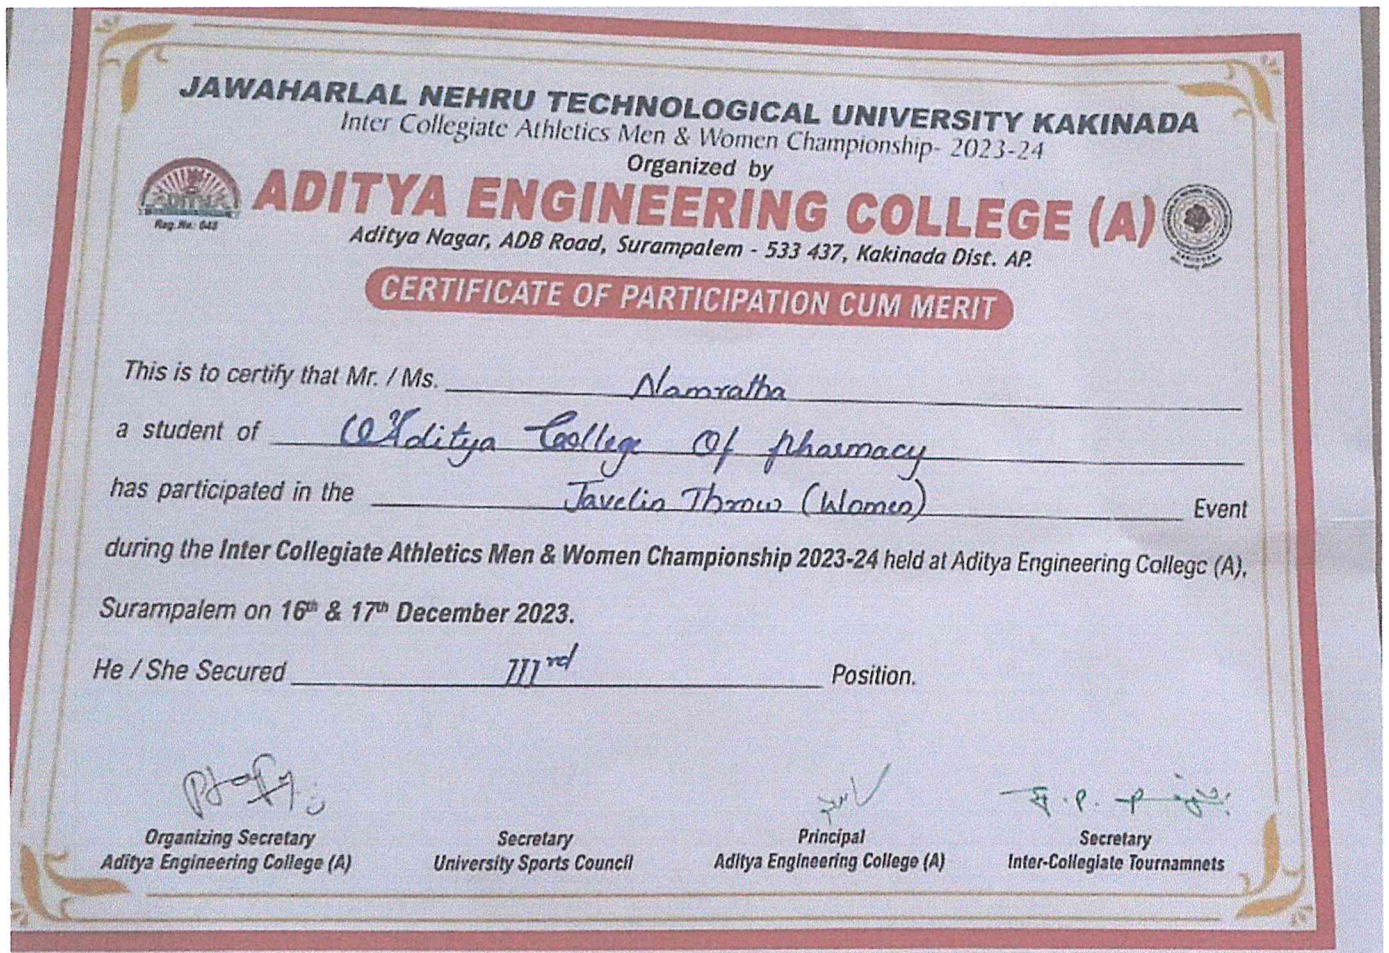 JAWAHARLAL NEHRU TECHNOLOGICAL UNIVERSITY KAKINADA
Inter Collegiate Athletics Men & Women Championship- 2023-24
Organized by
ADITYA
Reg.No.: 048
ADITYA ENGINEERING COLLEGE (A)
KAKINADA
Aditya Nagar, ADB Road, Surampalem - 533 437, Kakinada Dist. AP.
CERTIFICATE OF PARTICIPATION CUM MERIT
This is to certify that Mr. / Ms. Namratha
a student of Aditya College Of pharmacy
has participated in the Javelin Throw (Women) Event
during the Inter Collegiate Athletics Men & Women Championship 2023-24 held at Aditya Engineering College (A),
Surampalem on 16th & 17th December 2023.
He / She Secured IIIrd Position.
Organizing Secretary
Aditya Engineering College (A)
Secretary
University Sports Council
Principal
Aditya Engineering College (A)
Secretary
Inter-Collegiate Tournamnets